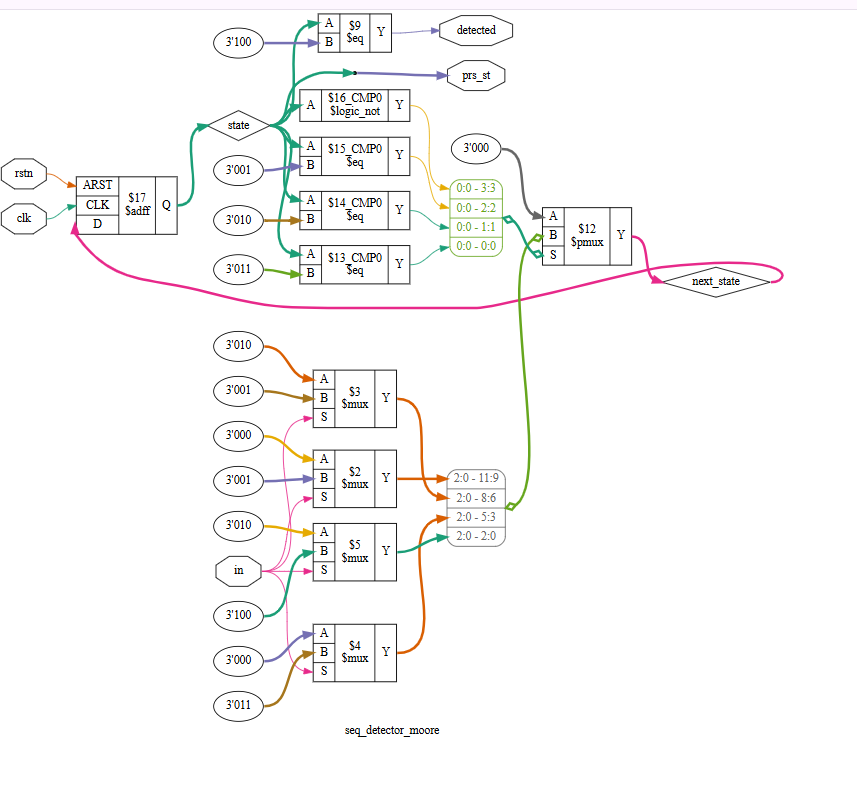 3'100
A
B
$9
$eq
Y
detected
prs_st
state
A
$16_CMP0
$logic_not
Y
3'001
A
B
$15_CMP0
$eq
Y
3'000
3'010
A
B
$14_CMP0
$eq
Y
3'011
A
B
$13_CMP0
$eq
Y
0:0 - 3:3
0:0 - 2:2
0:0 - 1:1
0:0 - 0:0
A
B
S
$12
$pmux
Y
next_state
rstn
clk
ARST
CLK
D
$17
$adff
Q
3'010
3'001
A
B
S
$3
$mux
Y
3'000
3'001
A
B
S
$2
$mux
Y
3'010
in
3'100
A
B
S
$5
$mux
Y
2:0 - 11:9
2:0 - 8:6
2:0 - 5:3
2:0 - 2:0
3'000
3'011
A
B
S
$4
$mux
Y
seq_detector_moore